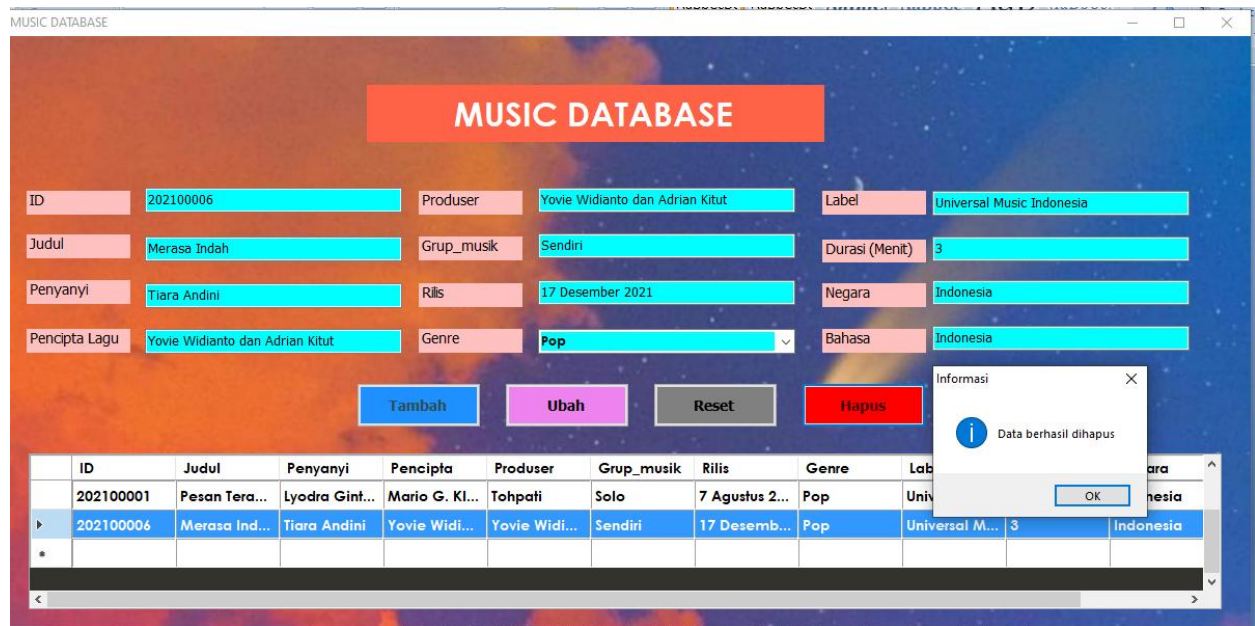 MUSIC DATABASE
MUSIC DATABASE
ID 202100006 Produser Yovie Widianto dan Adrian Kitut Label Universal Music Indonesia
Judul Merasa Indah Grup_musik Sendiri Durasi (Menit) 3
Penyanyi Tiara Andini Rilis 17 Desember 2021 Negara Indonesia
Pencipta Lagu Yovie Widianto dan Adrian Kitut Genre Pop Bahasa Indonesia
Tambah Ubah Reset Hapus
Informasi
Data berhasil dihapus
OK
ID Judul Penyanyi Pencipta Produser Grup_musik Rilis Genre Lab ara
202100001 Pesan Tera... Lyodra Gint... Mario G. Kl... Tohpati Solo 7 Agustus 2... Pop Univ nesia
202100006 Merasa Ind... Tiara Andini Yovie Widi... Yovie Widi... Sendiri 17 Desemb... Pop Universal M... 3 Indonesia